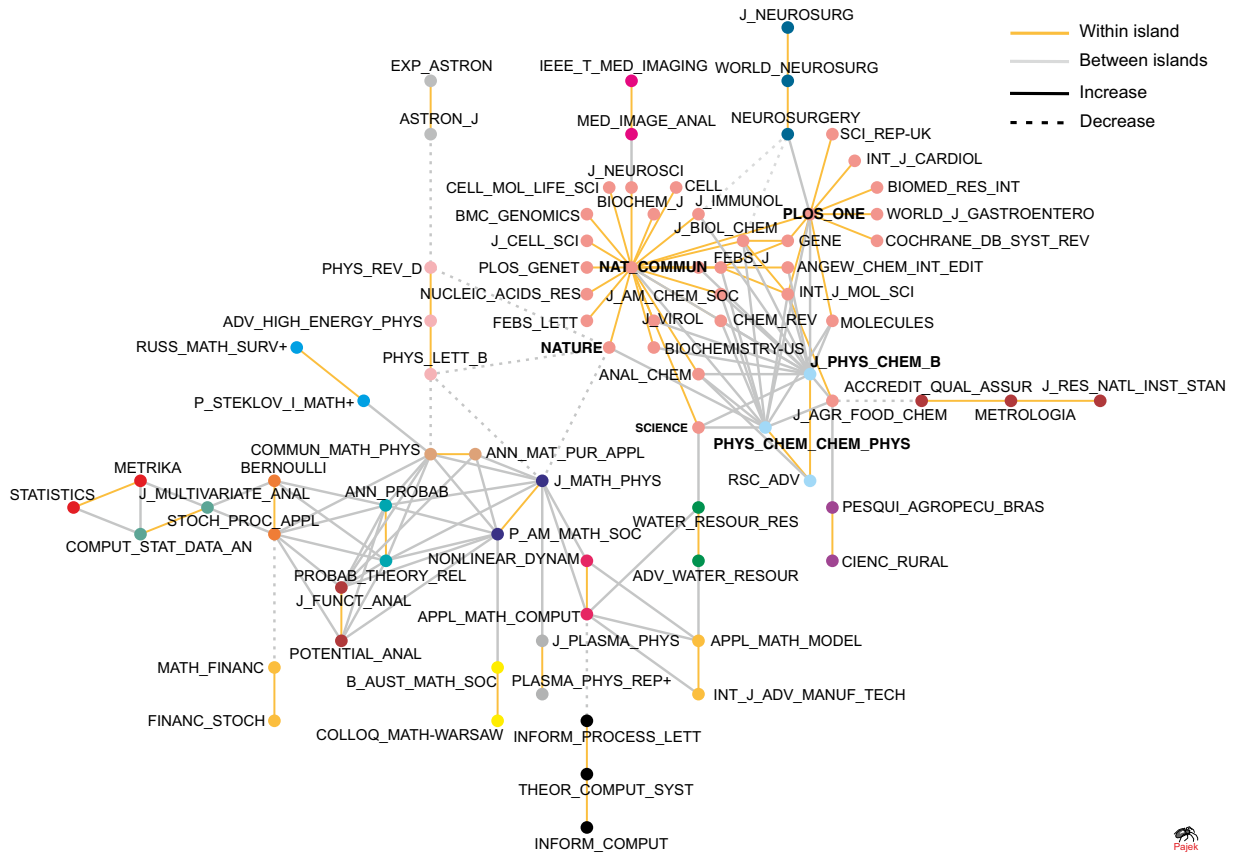 J_NEUROSURG
Within island
Between islands
Increase
Decrease
EXP_ASTRON
IEEE_T_MED_IMAGING
WORLD_NEUROSURG
ASTRON_J
MED_IMAGE_ANAL
NEUROSURGERY
SCI_REP-UK
INT_J_CARDIOL
J_NEUROSCI
CELL_MOL_LIFE_SCI
CELL
BIOMED_RES_INT
BIOCHEM_J
J_IMMUNOL
BMC_GENOMICS
PLOS_ONE
WORLD_J_GASTROENTERO
J_BIOL_CHEM
J_CELL_SCI
GENE
COCHRANE_DB_SYST_REV
PHYS_REV_D
PLOS_GENET
NAT_COMMUN
FEBS_J
ANGEW_CHEM_INT_EDIT
NUCLEIC_ACIDS_RES
J_AM_CHEM_SOC
INT_J_MOL_SCI
ADV_HIGH_ENERGY_PHYS
FEBS_LETT
J_VIROL
CHEM_REV
MOLECULES
RUSS_MATH_SURV+
NATURE
BIOCHEMISTRY-US
PHYS_LETT_B
J_PHYS_CHEM_B
ANAL_CHEM
ACCREDIT_QUAL_ASSUR
J_RES_NATL_INST_STAN
P_STEKLOV_I_MATH+
J_AGR_FOOD_CHEM
METROLOGIA
SCIENCE
PHYS_CHEM_CHEM_PHYS
COMMUN_MATH_PHYS
ANN_MAT_PUR_APPL
METRIKA
BERNOULLI
J_MATH_PHYS
RSC_ADV
STATISTICS
J_MULTIVARIATE_ANAL
ANN_PROBAB
PESQUI_AGROPECU_BRAS
STOCH_PROC_APPL
WATER_RESOUR_RES
P_AM_MATH_SOC
COMPUT_STAT_DATA_AN
NONLINEAR_DYNAM
CIENC_RURAL
PROBAB_THEORY_REL
ADV_WATER_RESOUR
J_FUNCT_ANAL
APPL_MATH_COMPUT
J_PLASMA_PHYS
APPL_MATH_MODEL
POTENTIAL_ANAL
MATH_FINANC
B_AUST_MATH_SOC
PLASMA_PHYS_REP+
INT_J_ADV_MANUF_TECH
FINANC_STOCH
COLLOQ_MATH-WARSAW
INFORM_PROCESS_LETT
THEOR_COMPUT_SYST
INFORM_COMPUT
Pajek